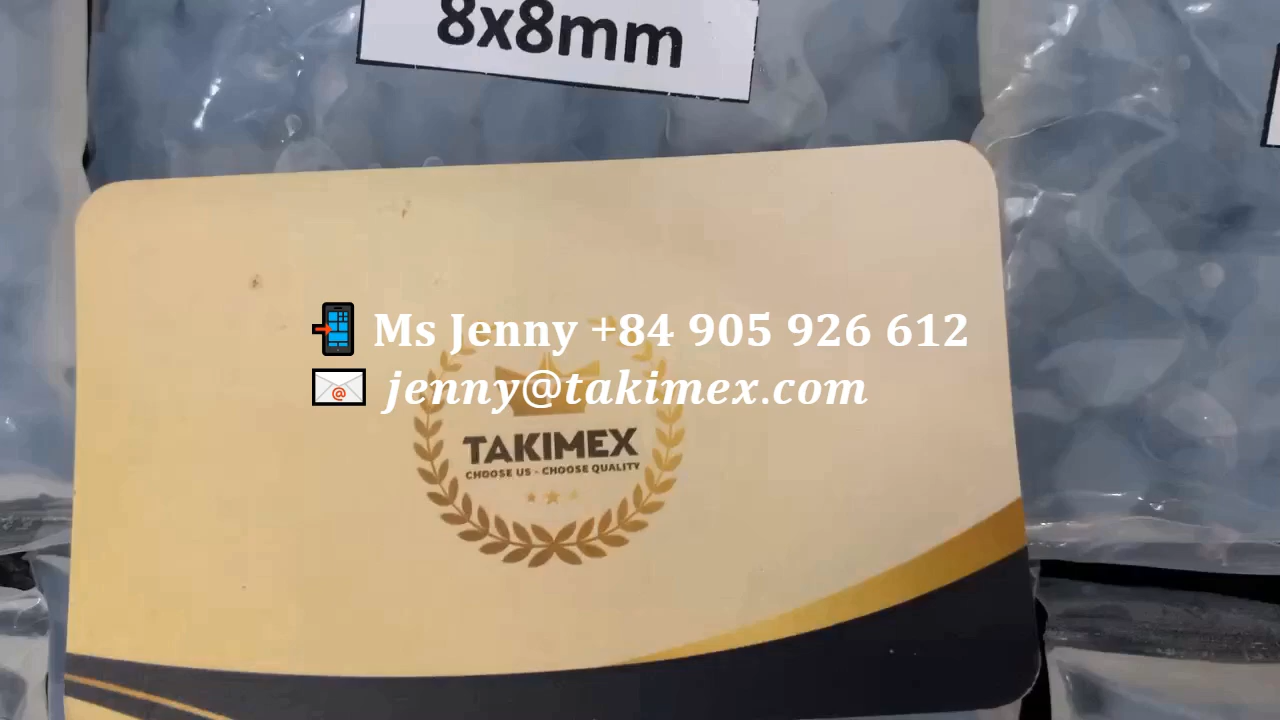 8x8mm
Ms Jenny +84 905 926 612
jenny@takimex.com
TAKIMEX
CHOOSE US - CHOOSE QUALITY